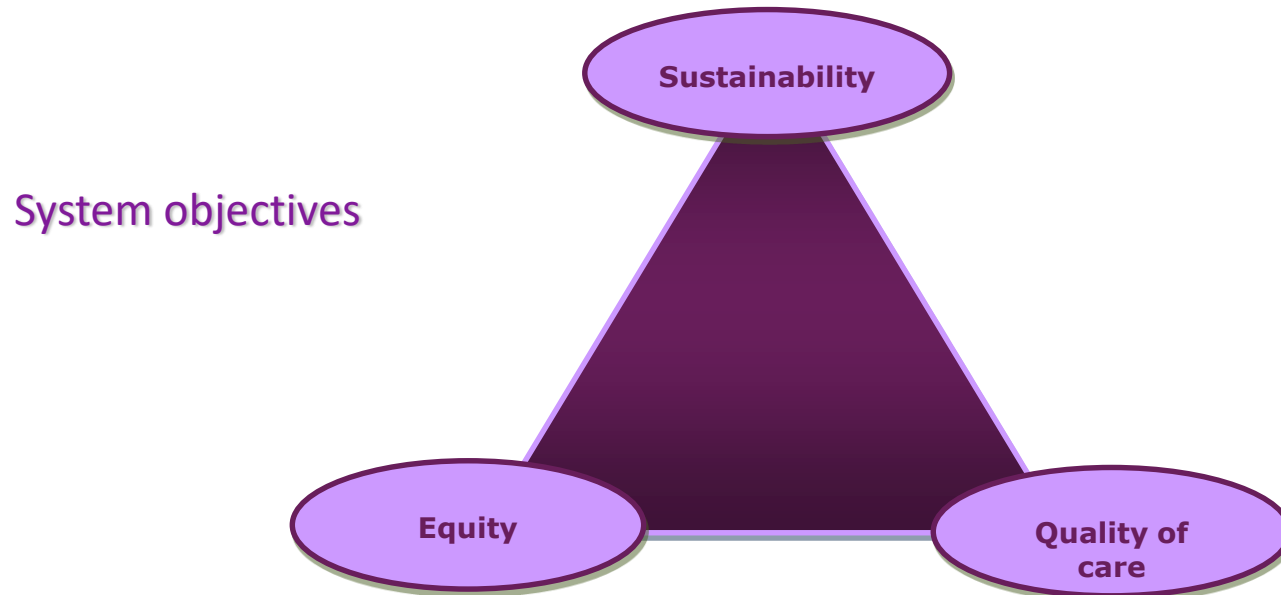 Sustainability
System objectives
Equity
Quality of
care